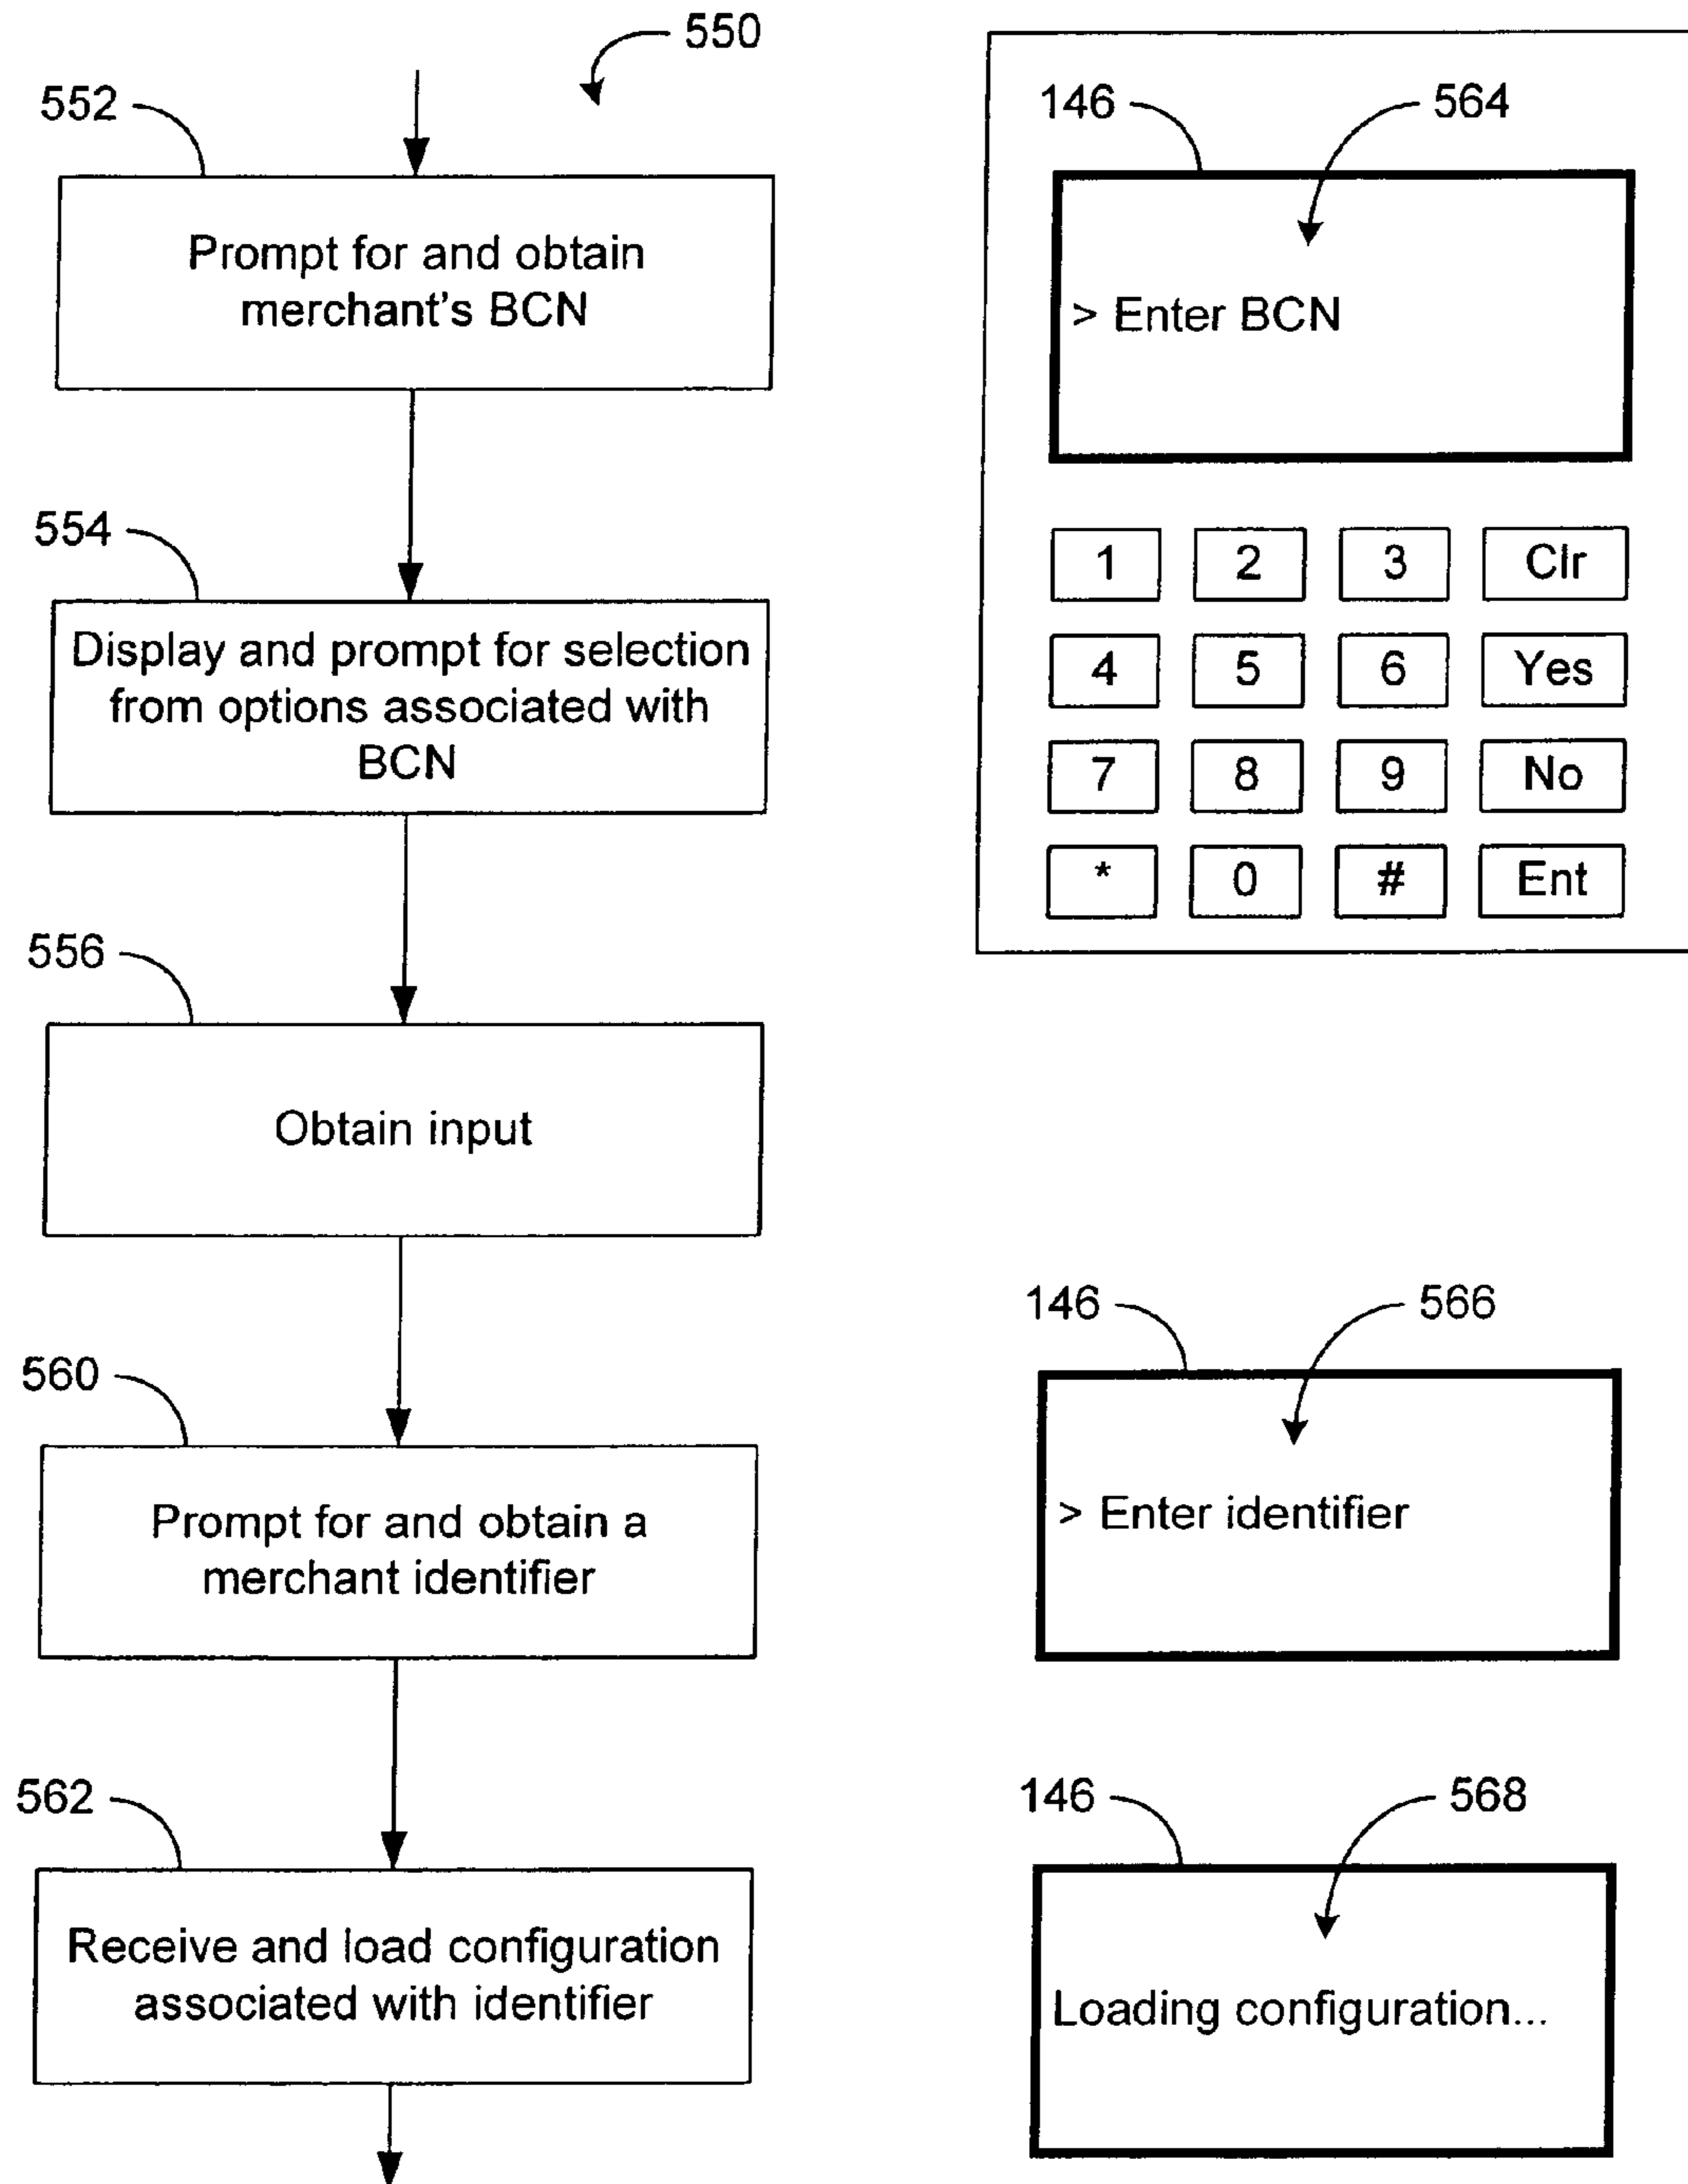 550
552
Prompt for and obtain
merchant's BCN
554
Display and prompt for selection
from options associated with
BCN
556
Obtain input
560
Prompt for and obtain a
merchant identifier
562
Receive and load configuration
associated with identifier
146
564
> Enter BCN
1 2 3 Clr
4 5 6 Yes
7 8 9 No
* 0 # Ent
146
566
> Enter identifier
146
568
Loading configuration...